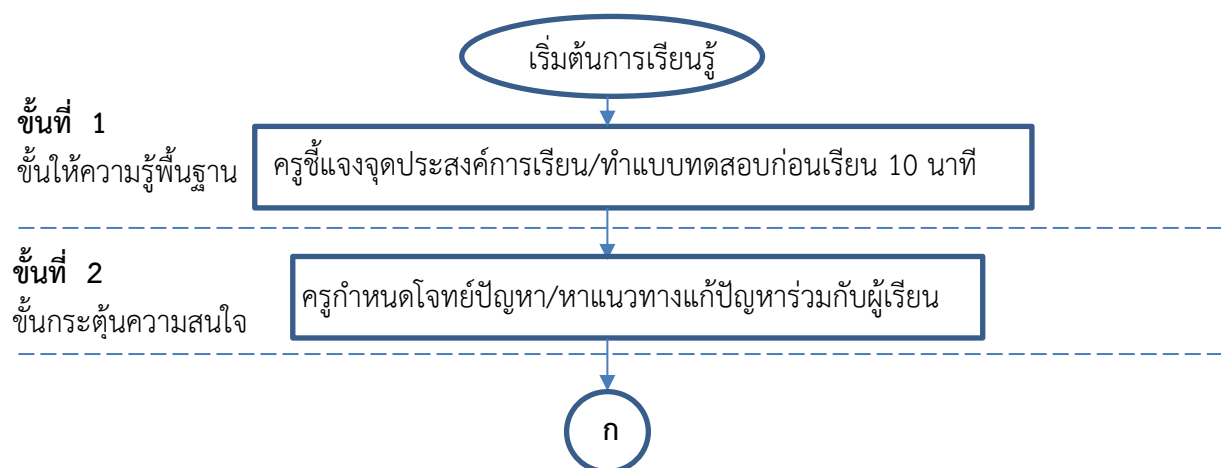 เริ่มต้นการเรียนรู้
ขั้นที่ 1
ขั้นให้ความรู้พื้นฐาน
ครูชี้แจงจุดประสงค์การเรียน/ทำแบบทดสอบก่อนเรียน 10 นาที
ขั้นที่ 2
ขั้นกระตุ้นความสนใจ
ครูกำหนดโจทย์ปัญหา/หาแนวทางแก้ปัญหาร่วมกับผู้เรียน
ก